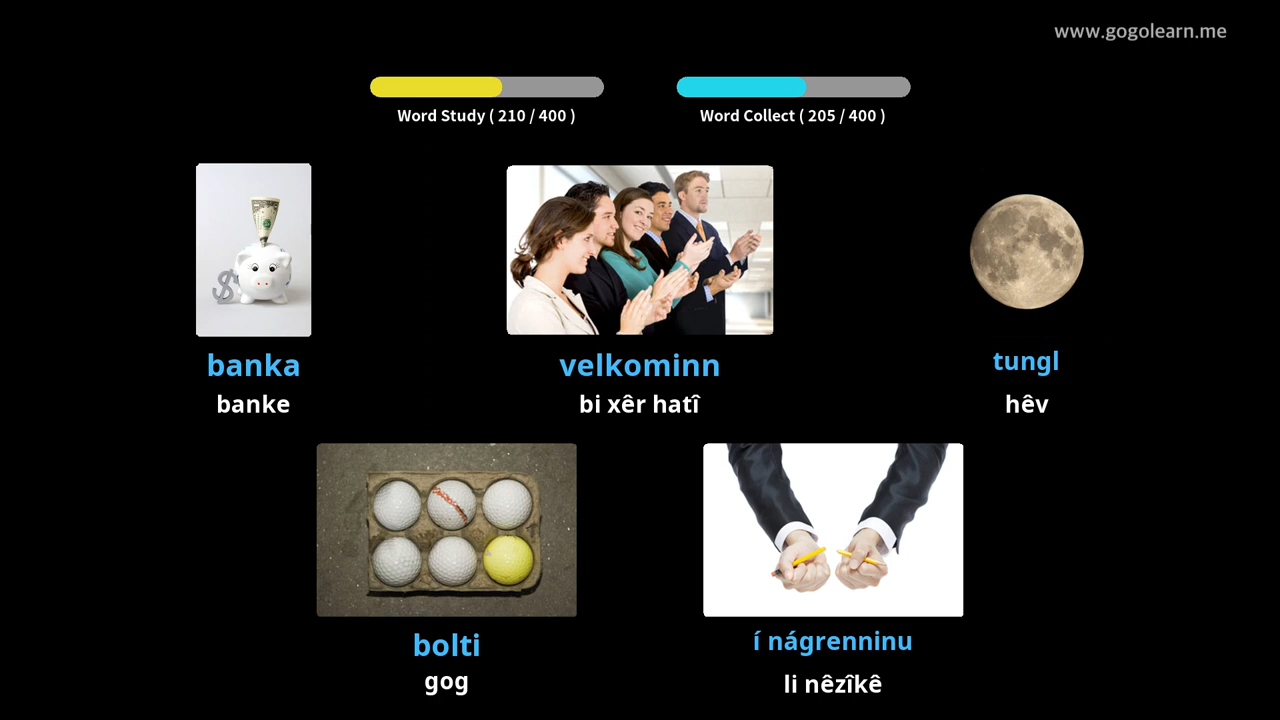 www.gogolearn.me
Word Study ( 210 / 400 )
Word Collect ( 205 / 400 )
banka
banke
velkominn
bi xêr hatî
tungl
hêv
bolti
gog
í nágrenninu
li nêzîkê